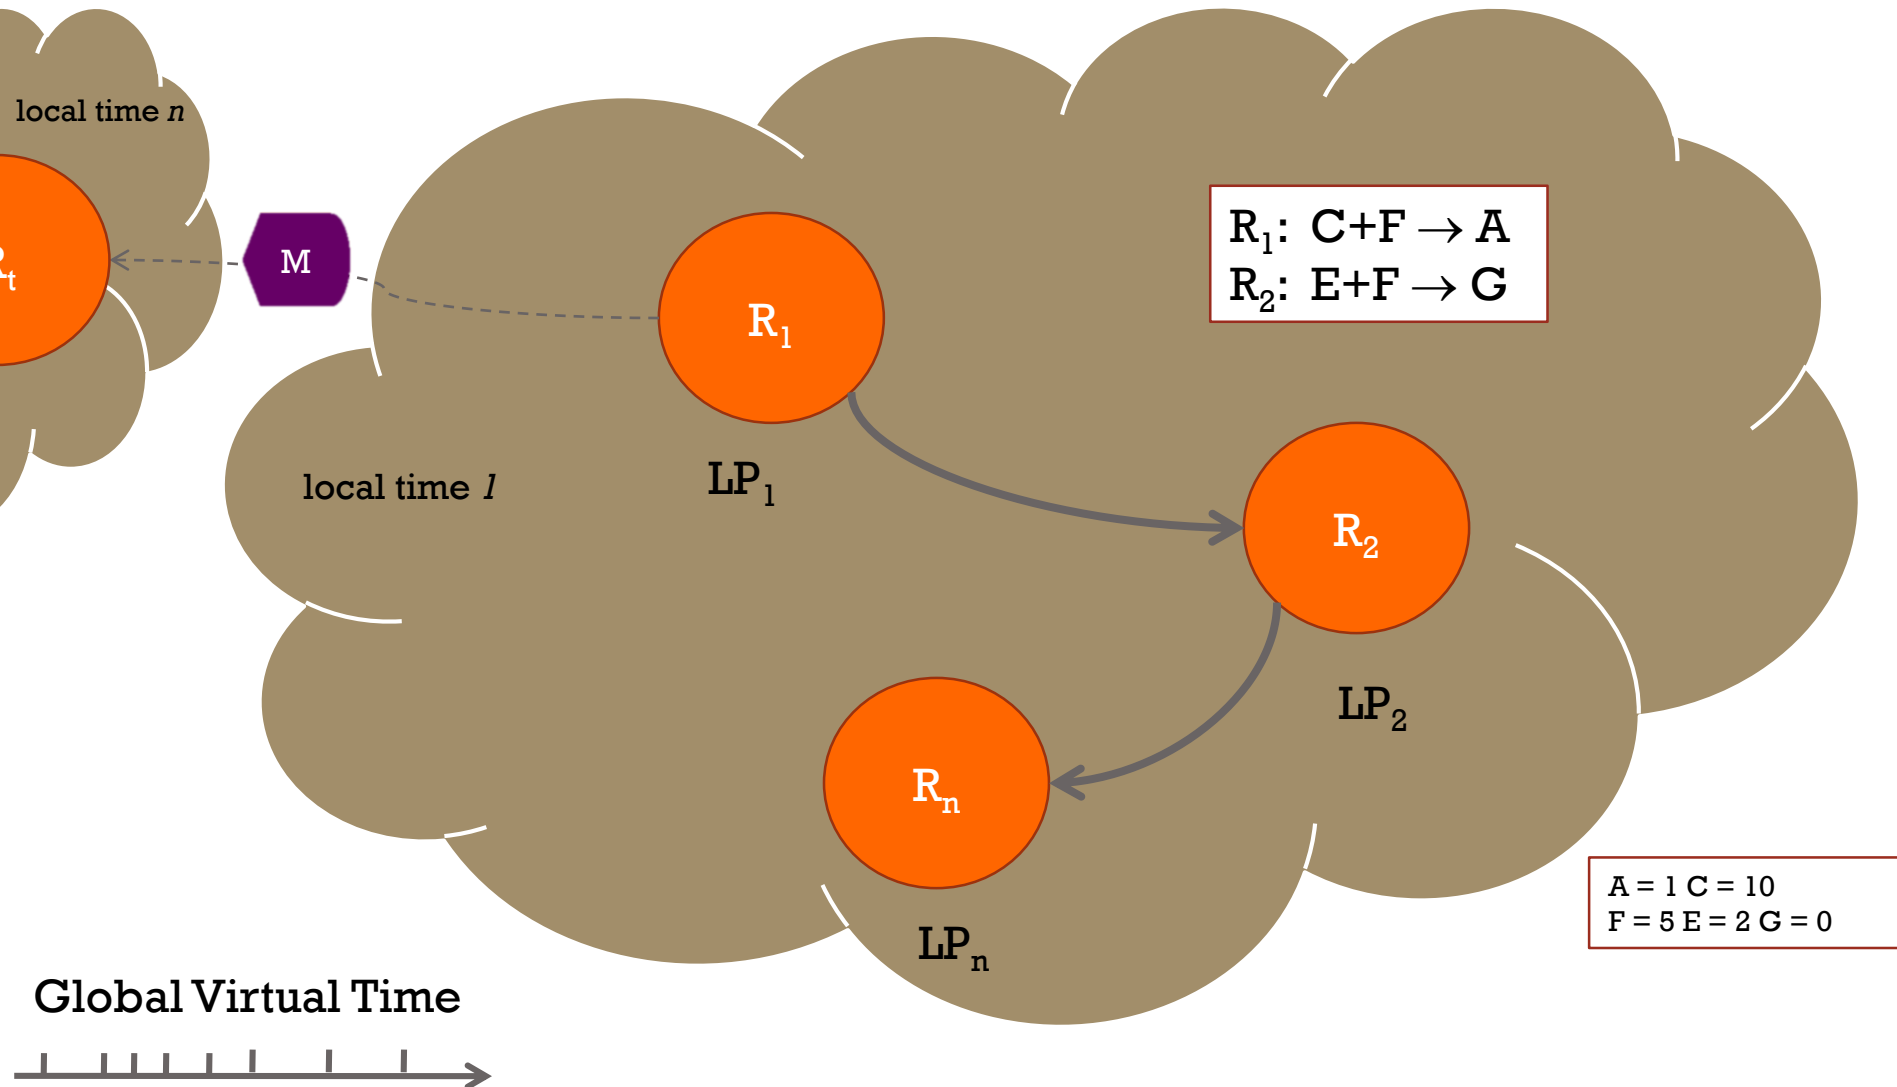 local time n
R₁: C+F → A
R₂: E+F → G
M
R₁
local time 1
LP₁
R₂
LP₂
Rₙ
LPₙ
A = 1 C = 10
F = 5 E = 2 G = 0
Global Virtual Time